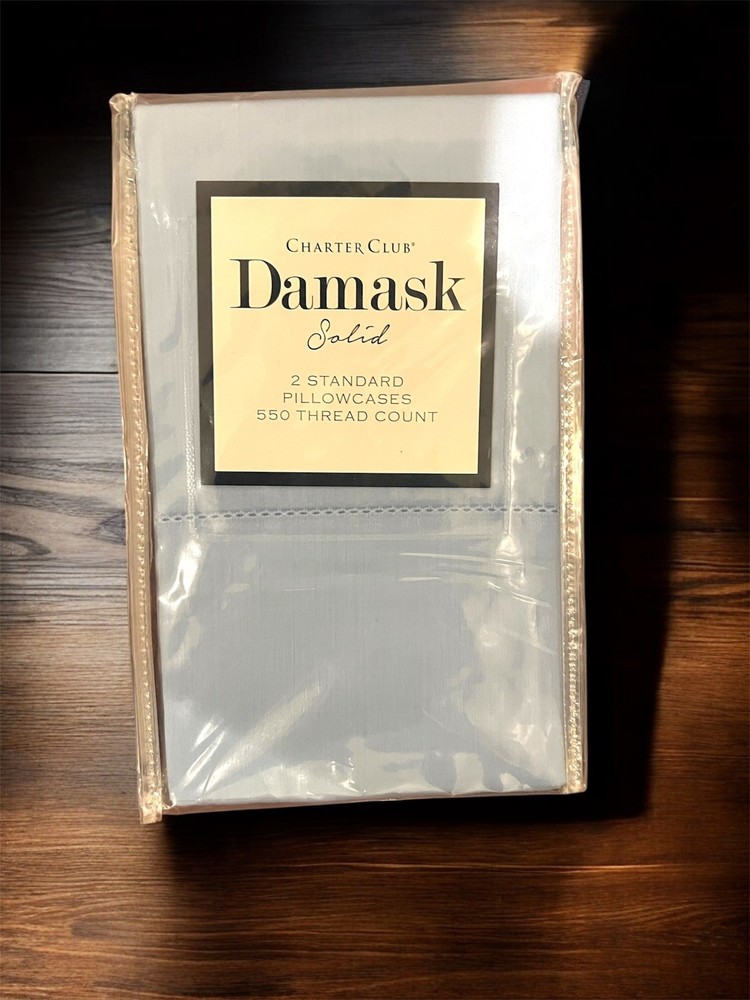 CHARTER CLUB®
Damask
Solid
2 STANDARD
PILLOWCASES
550 THREAD COUNT